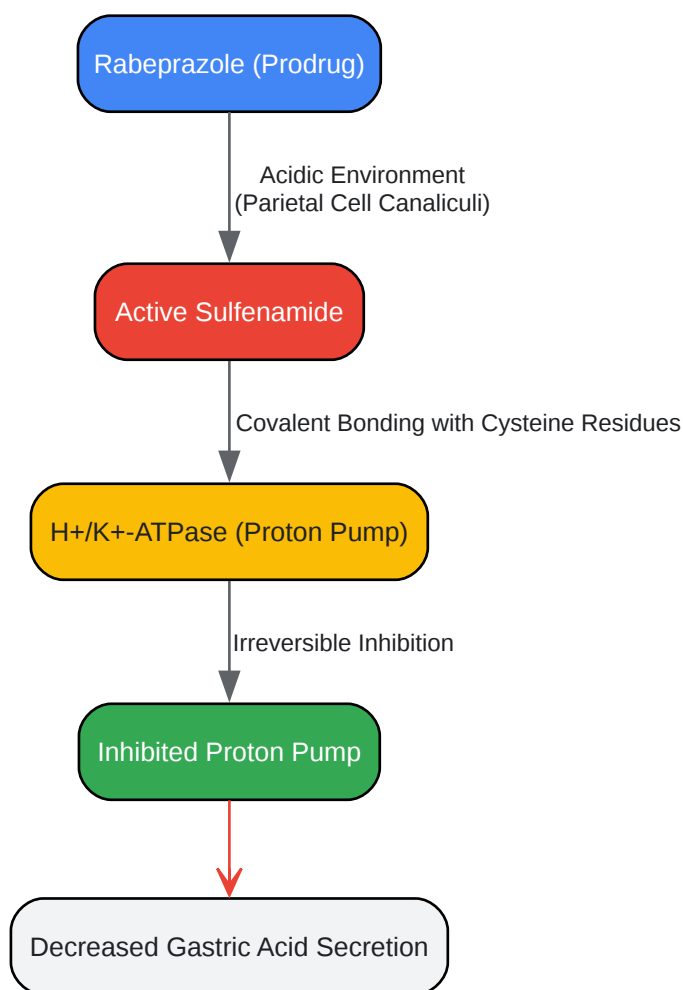 Rabeprazole (Prodrug)
Acidic Environment
(Parietal Cell Canaliculi)
Active Sulfenamide
Covalent Bonding with Cysteine Residues
H+/K+-ATPase (Proton Pump)
Irreversible Inhibition
Inhibited Proton Pump
Decreased Gastric Acid Secretion